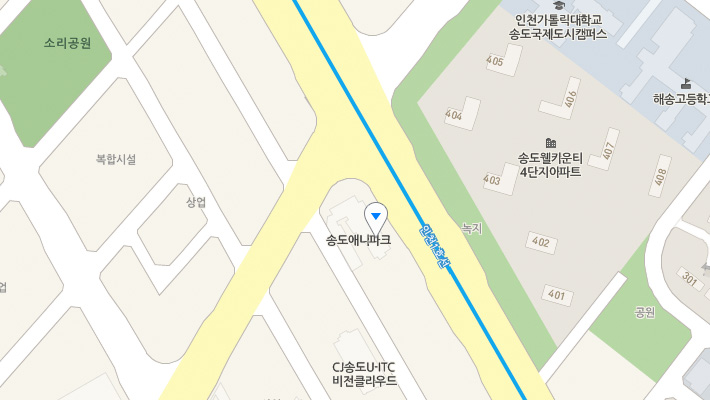 인천가톨릭대학교
송도국제도시캠퍼스
소리공원
405
406
해송고등학교
404
407
복합시설
송도웰카운티
4단지아파트
408
403
상업
녹지
송도애니파크
402
301
401
공원
CJ송도U-ITC
비전클라우드